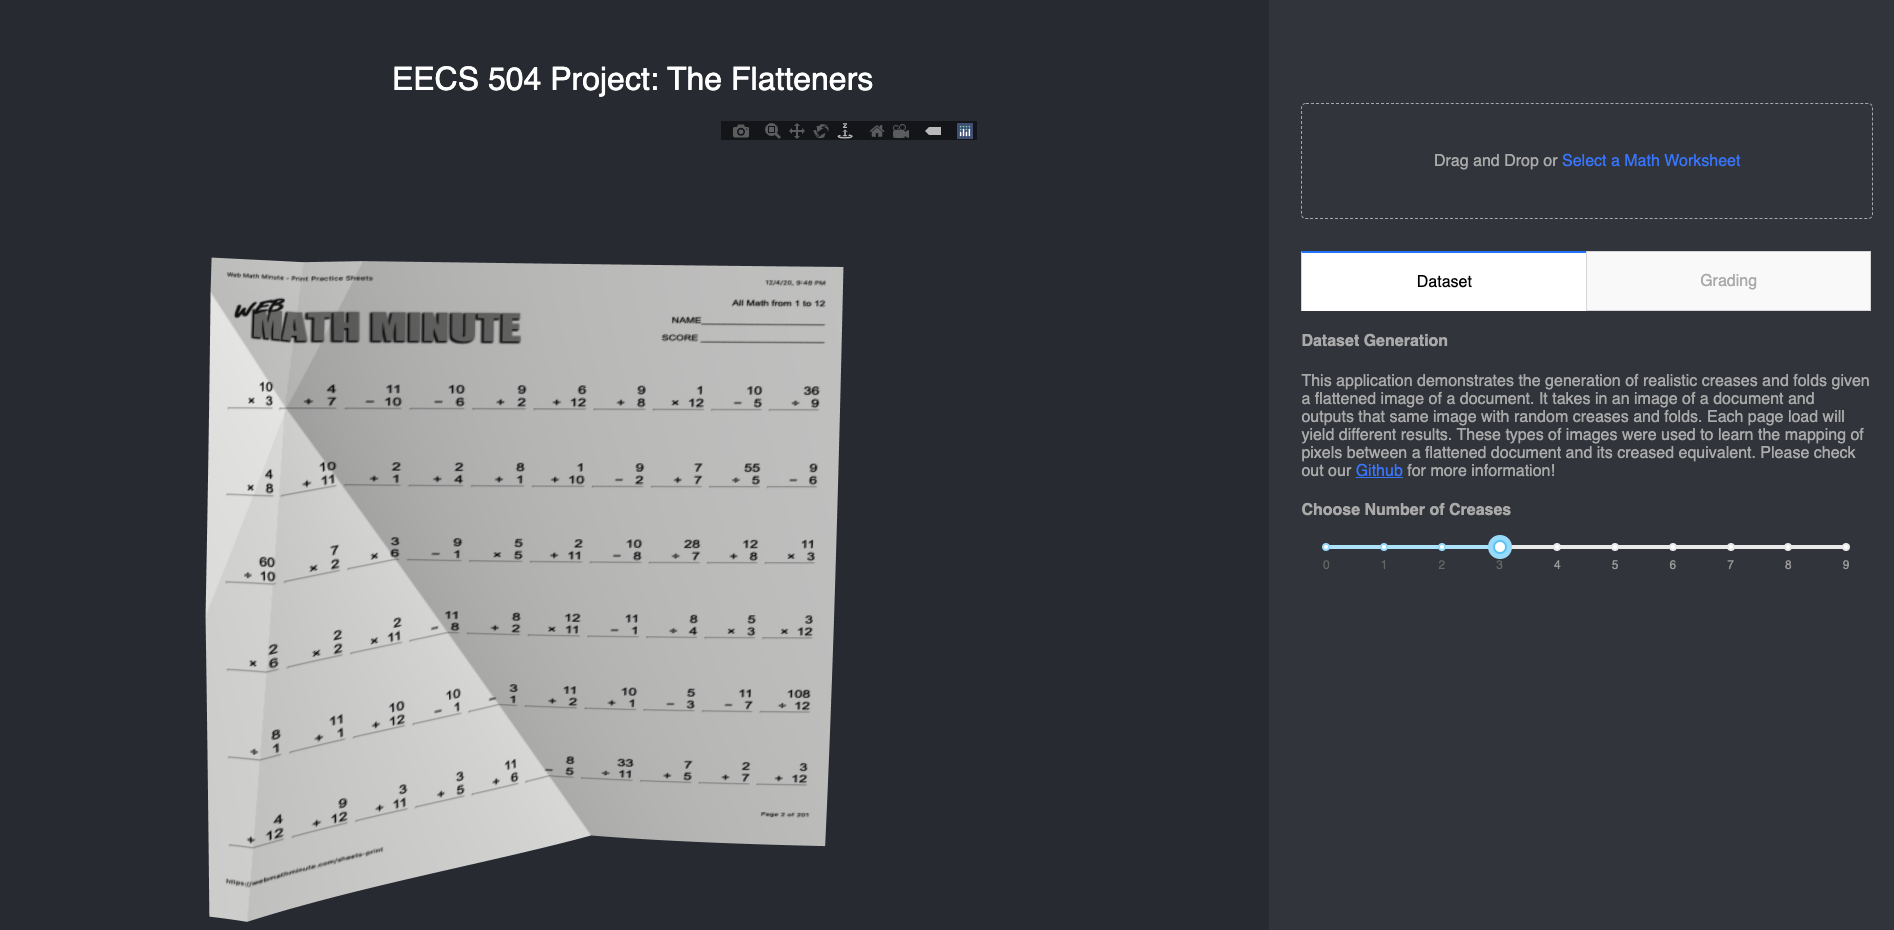 EECS 504 Project: The Flatteners
Web Math Minute - Print Practice Sheets
12/4/20, 9:48 PM
WEB
MATH MINUTE
All Math from 1 to 12
NAME
SCORE
10 4 11 10 9 6 9 1 10 36
× 3 + 7 − 10 − 6 + 2 + 12 + 8 × 12 − 5 ÷ 9
4 10 2 2 8 1 9 7 55 9
× 8 + 11 + 1 + 4 + 1 + 10 − 2 + 7 ÷ 5 − 6
60 7 3 9 5 2 10 28 12 11
÷ 10 × 2 × 6 − 1 × 5 + 11 − 8 ÷ 7 + 8 × 3
2 2 2 11 8 12 11 8 5 3
× 6 × 2 × 11 − 8 + 2 × 11 − 1 ÷ 4 × 3 × 12
8 11 10 10 3 11 10 5 11 108
÷ 1 + 1 + 12 − 1 − 1 + 2 + 1 − 3 − 7 ÷ 12
4 9 3 3 11 8 33 7 2 3
+ 12 + 12 + 11 + 5 + 6 − 5 ÷ 11 + 5 + 7 + 12
Page 2 of 201
https://webmathminute.com/sheets-print
Drag and Drop or Select a Math Worksheet
Dataset
Grading
Dataset Generation
This application demonstrates the generation of realistic creases and folds given
a flattened image of a document. It takes in an image of a document and
outputs that same image with random creases and folds. Each page load will
yield different results. These types of images were used to learn the mapping of
pixels between a flattened document and its creased equivalent. Please check
out our Github for more information!
Choose Number of Creases
0 1 2 3 4 5 6 7 8 9